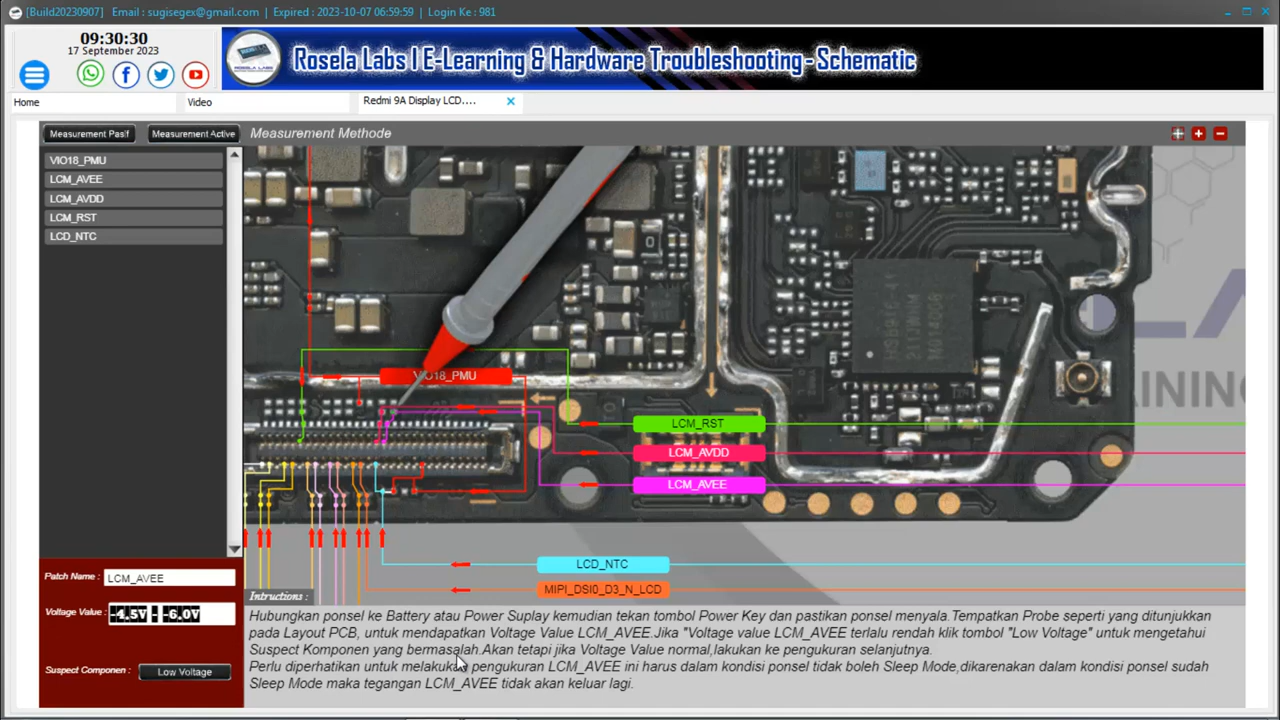 [Build20230907] Email : sugisegex@gmail.com | Expired : 2023-10-07 06:59:59 | Login Ke : 981
09:30:30
17 September 2023
Rosela Labs I E-Learning & Hardware Troubleshooting - Schematic
Home
Video
Redmi 9A Display LCD....
Measurement Pasif
Measurement Active
Measurement Methode
VIO18_PMU
LCM_AVEE
LCM_AVDD
LCM_RST
LCD_NTC
VIO18_PMU
LCM_RST
LCM_AVDD
LCM_AVEE
LCD_NTC
MIPI_DSI0_D3_N_LCD
Patch Name : LCM_AVEE
Voltage Value : -4.5V - -6.0V
Suspect Component : Low Voltage
Intructions :
Hubungkan ponsel ke Battery atau Power Suplay kemudian tekan tombol Power Key dan pastikan ponsel menyala.Tempatkan Probe seperti yang ditunjukkan
pada Layout PCB, untuk mendapatkan Voltage Value LCM_AVEE.Jika "Voltage value LCM_AVEE terlalu rendah klik tombol "Low Voltage" untuk mengetahui
Suspect Komponen yang bermasalah.Akan tetapi jika Voltage Value normal,lakukan ke pengukuran selanjutnya.
Perlu diperhatikan untuk melakukan pengukuran LCM_AVEE ini harus dalam kondisi ponsel tidak boleh Sleep Mode,dikarenakan dalam kondisi ponsel sudah
Sleep Mode maka tegangan LCM_AVEE tidak akan keluar lagi.